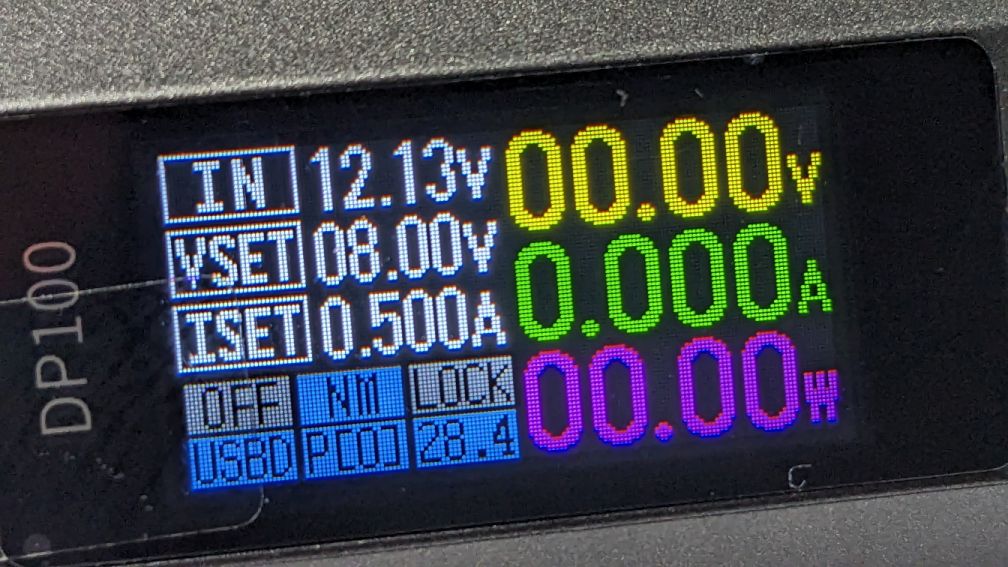 DP100
IN 12.13V 00.00V
VSET 08.00V 0.000A
ISET 0.500A 00.00W
OFF NM LOCK
USBD P[0] 28.4